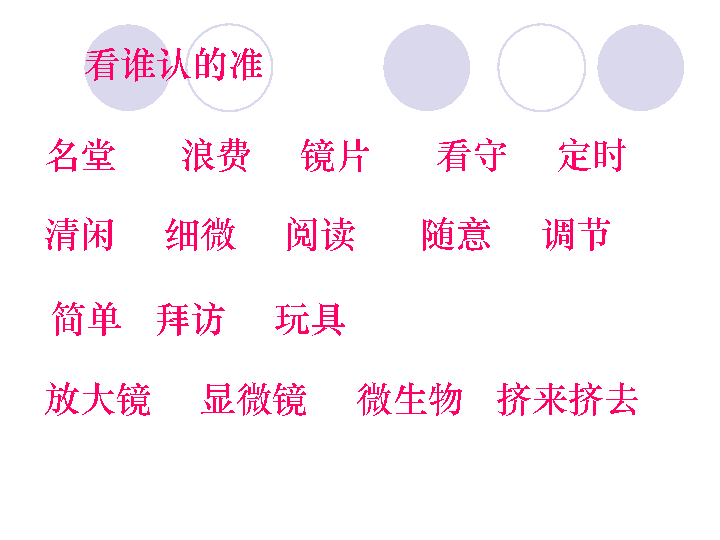 看谁认的准
名堂 浪费 镜片 看守 定时
清闲 细微 阅读 随意 调节
简单 拜访 玩具
放大镜 显微镜 微生物 挤来挤去